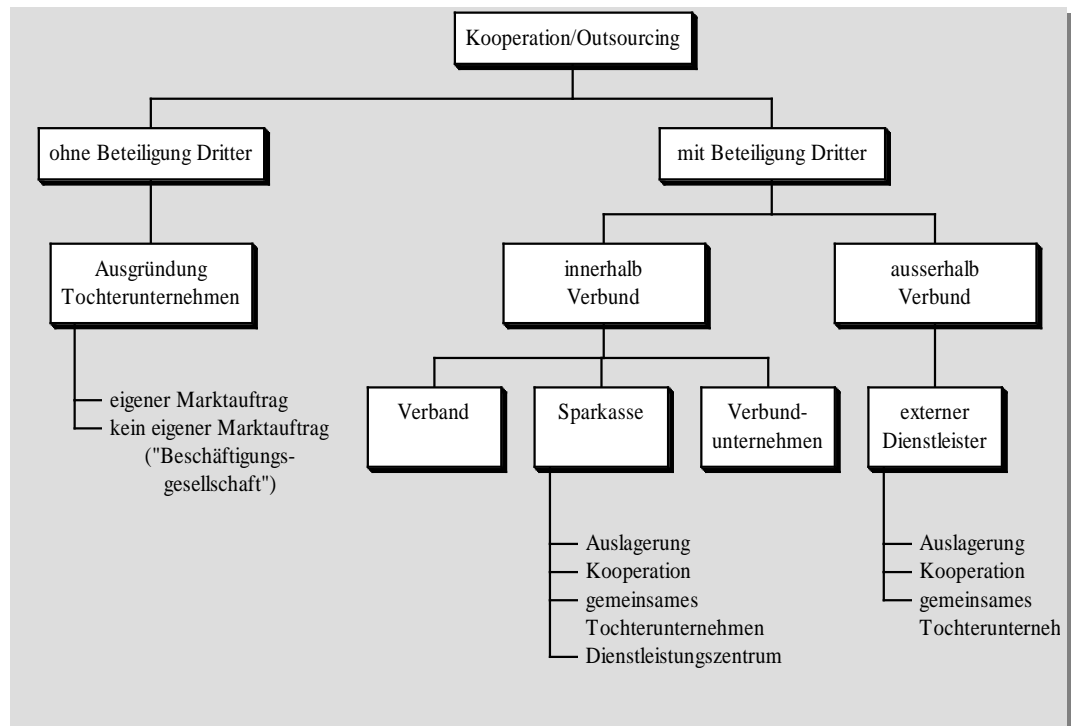 Kooperation/Outsourcing
ohne Beteiligung Dritter
mit Beteiligung Dritter
Ausgründung
Tochterunternehmen
innerhalb
Verbund
ausserhalb
Verbund
eigener Marktauftrag
kein eigener Marktauftrag
("Beschäftigungs-
gesellschaft")
Verband
Sparkasse
Verbund-
unternehmen
externer
Dienstleister
Auslagerung
Kooperation
gemeinsames
Tochterunternehmen
Dienstleistungszentrum
Auslagerung
Kooperation
gemeinsames
Tochterunterneh